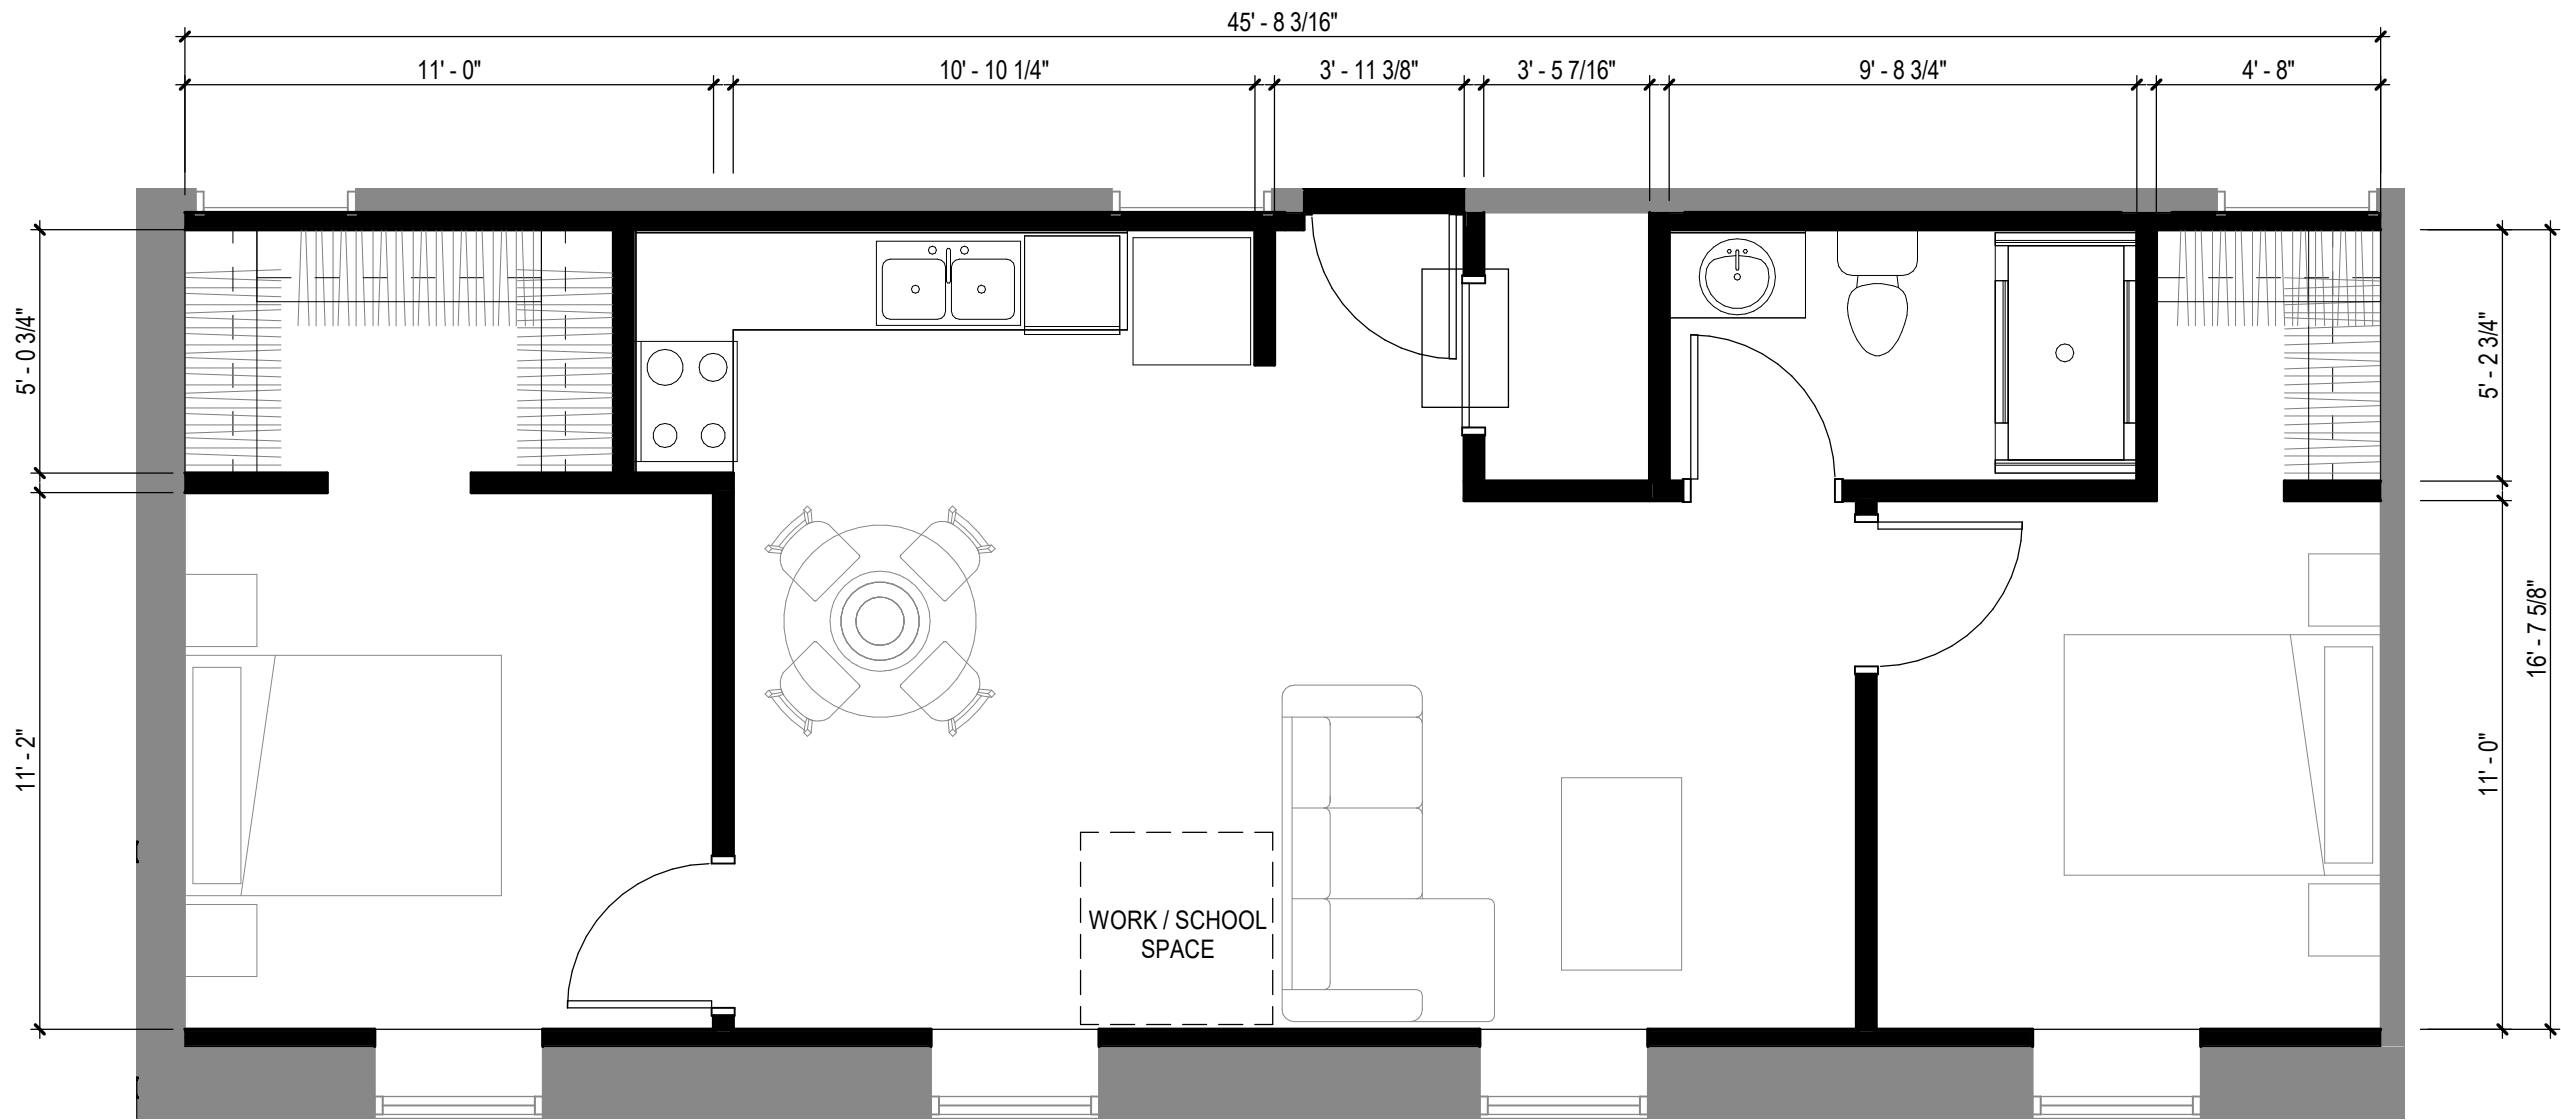 45' - 8 3/16"
11' - 0"
10' - 10 1/4"
3' - 11 3/8"
3' - 5 7/16"
9' - 8 3/4"
4' - 8"
5' - 0 3/4"
11' - 2"
5' - 2 3/4"
11' - 0"
16' - 7 5/8"
WORK / SCHOOL
SPACE